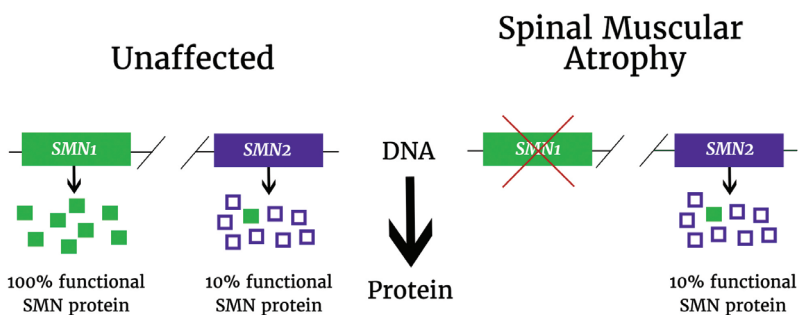 Unaffected
Spinal Muscular
Atrophy
SMN1
SMN2
DNA
SMN1
SMN2
100% functional
SMN protein
10% functional
SMN protein
Protein
10% functional
SMN protein